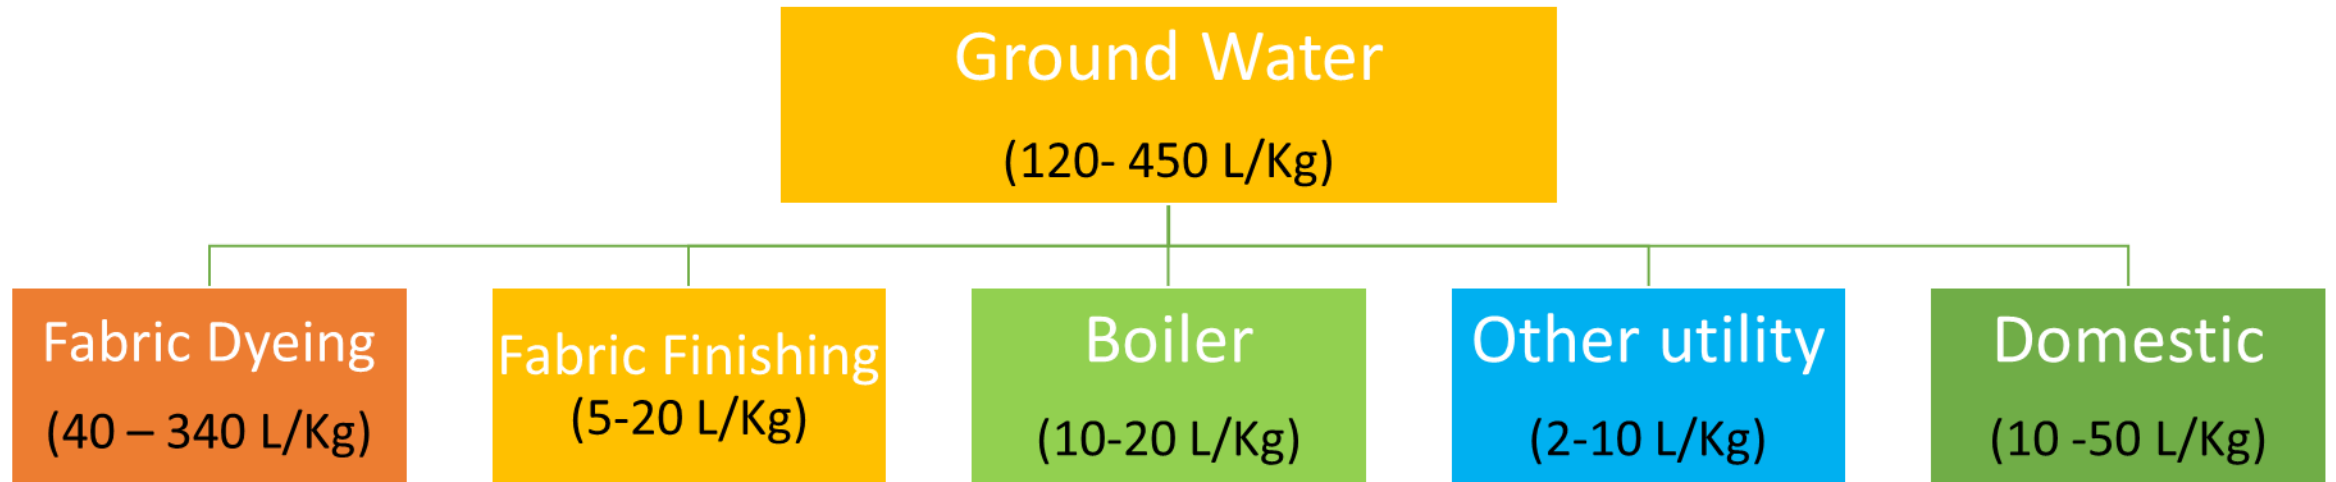 Ground Water
(120- 450 L/Kg)
Fabric Dyeing
(40 – 340 L/Kg)
Fabric Finishing
(5-20 L/Kg)
Boiler
(10-20 L/Kg)
Other utility
(2-10 L/Kg)
Domestic
(10 -50 L/Kg)